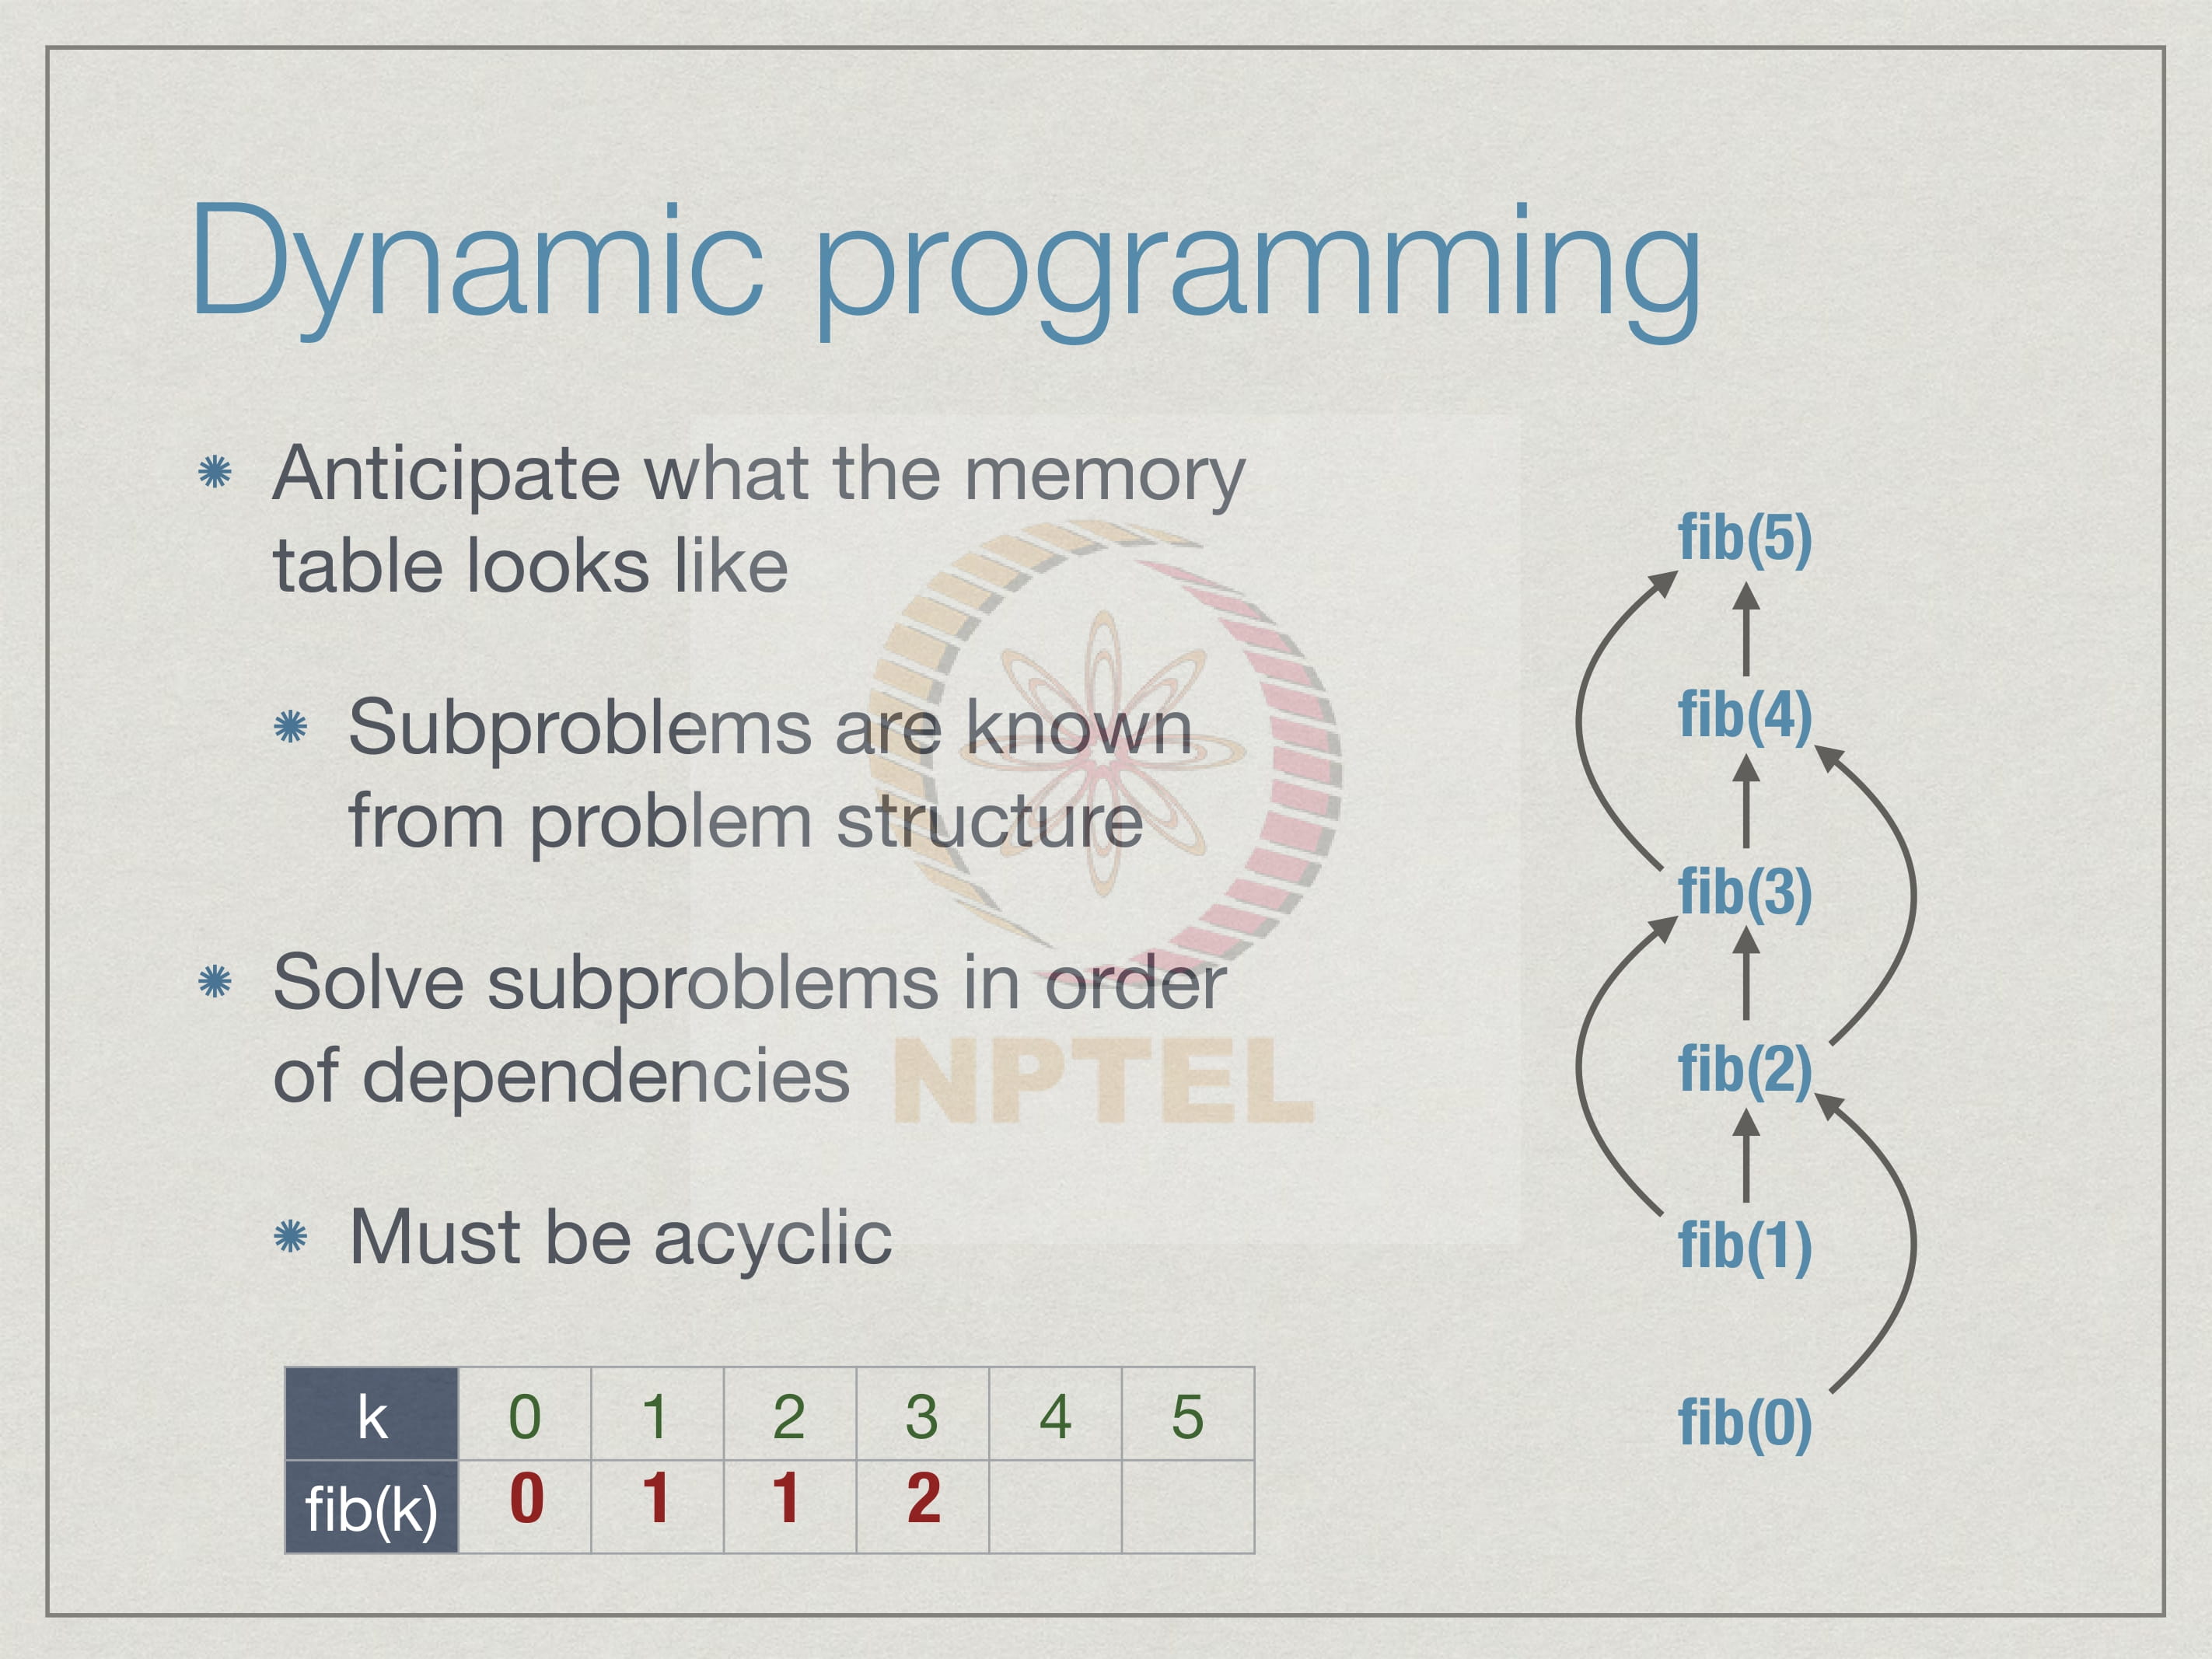 Dynamic programming
Anticipate what the memory
table looks like
Subproblems are known
from problem structure
Solve subproblems in order
of dependencies
Must be acyclic
NPTEL
k 0 1 2 3 4 5
fib(k) 0 1 1 2
fib(5)
fib(4)
fib(3)
fib(2)
fib(1)
fib(0)